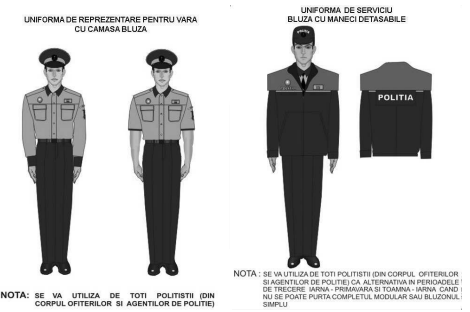 UNIFORMA DE REPREZENTARE PENTRU VARA
CU CAMASA BLUZA
NOTA: SE VA UTILIZA DE TOTI POLITISTII (DIN
CORPUL OFITERILOR SI AGENTILOR DE POLITIE)
UNIFORMA DE SERVICIU
BLUZA CU MANECI DETASABILE
POLITIA
NOTA : SE VA UTILIZA DE TOTI POLITISTII (DIN CORPUL OFITERILOR
SI AGENTILOR DE POLITIE) CA ALTERNATIVA IN PERIOADELE
DE TRECERE IARNA - PRIMAVARA SI TOAMNA - IARNA CAND
NU SE POATE PURTA COMPLETUL MODULAR SAU BLUZONUL
SIMPLU